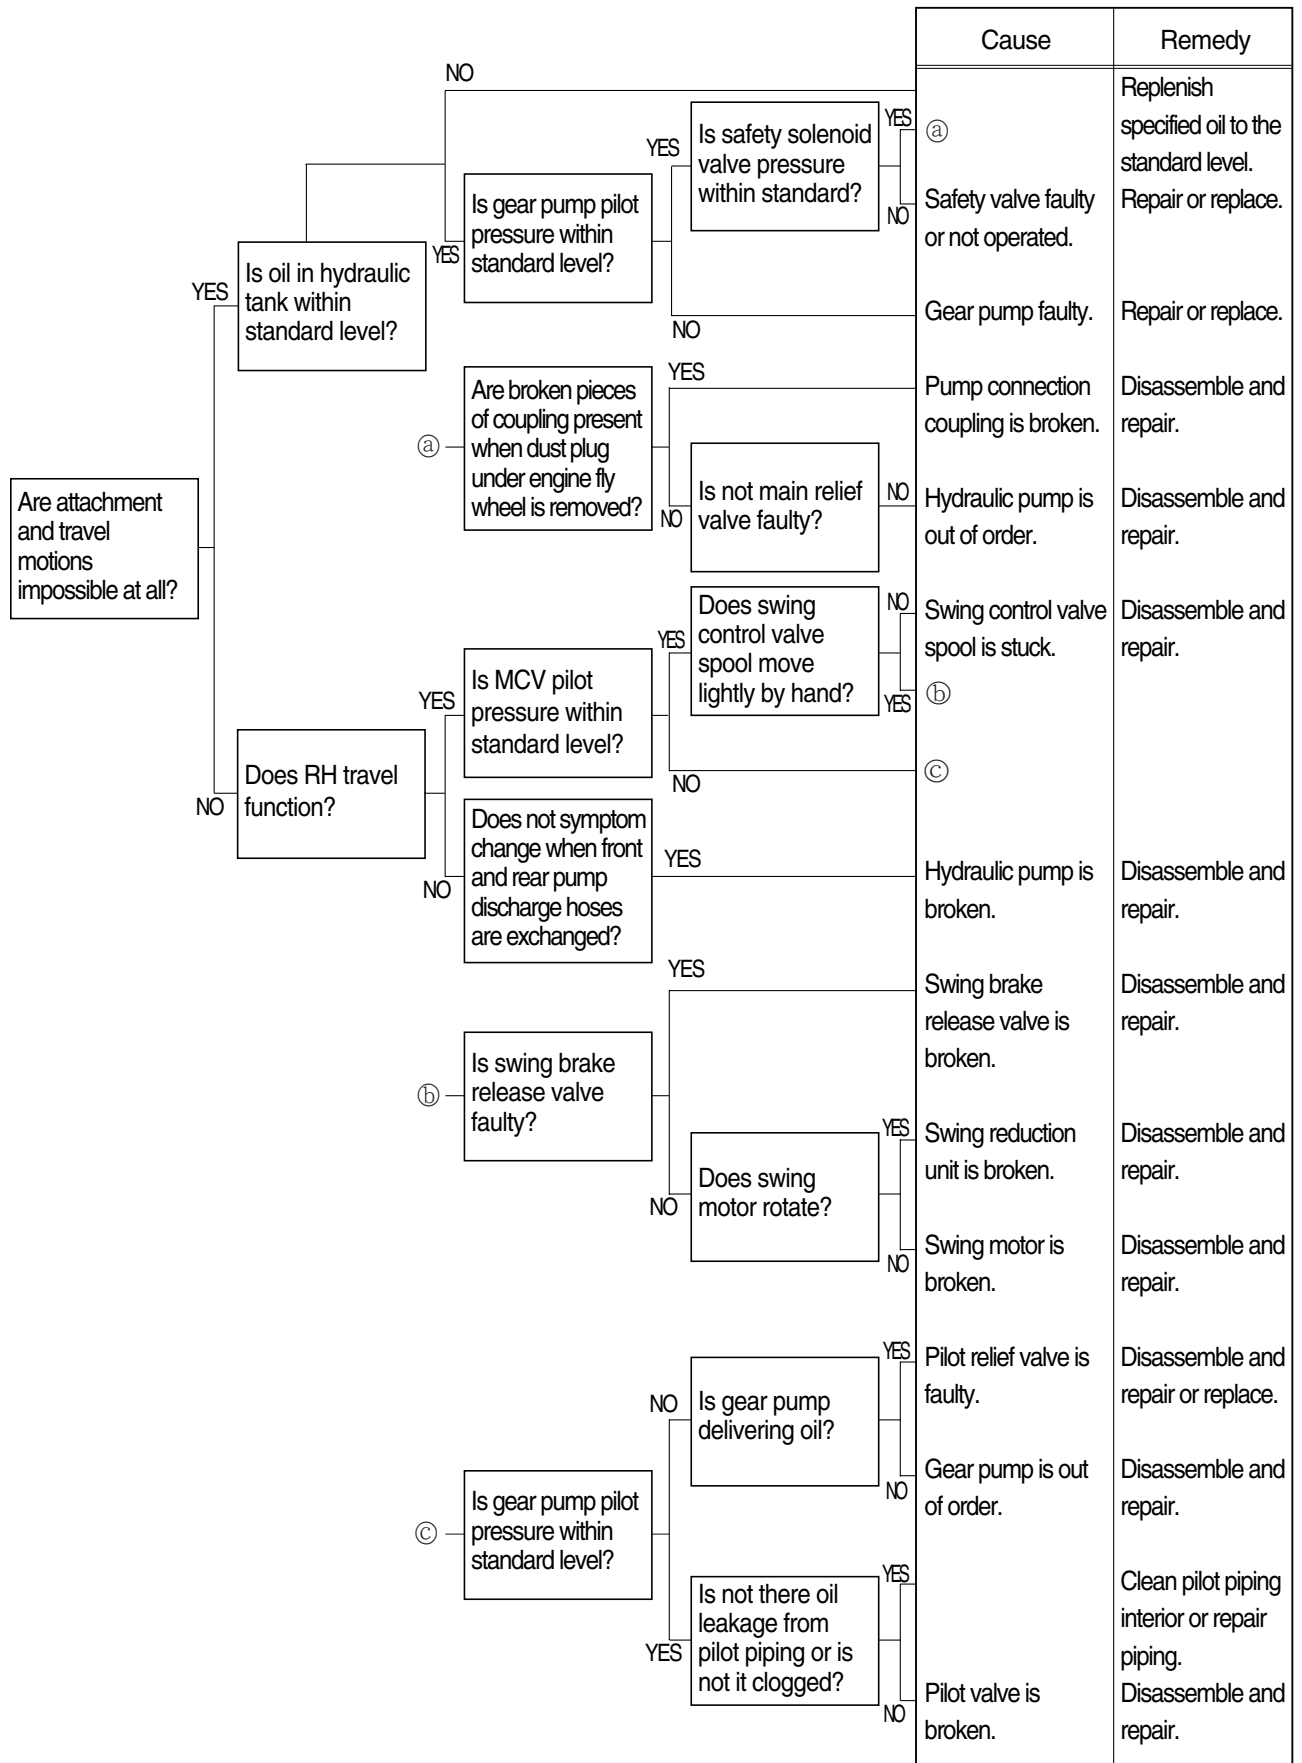 Cause
Remedy
NO
Replenish
specified oil to the
standard level.
YES
Is safety solenoid
valve pressure
within standard?
YES
ⓐ
NO
Safety valve faulty
or not operated.
Repair or replace.
Is gear pump pilot
pressure within
standard level?
YES
YES
Is oil in hydraulic
tank within
standard level?
NO
Gear pump faulty.
Repair or replace.
ⓐ
Are broken pieces
of coupling present
when dust plug
under engine fly
wheel is removed?
YES
Pump connection
coupling is broken.
Disassemble and
repair.
NO
Is not main relief
valve faulty?
NO
Hydraulic pump is
out of order.
Disassemble and
repair.
Are attachment
and travel
motions
impossible at all?
Does swing
control valve
spool move
lightly by hand?
NO
Swing control valve
spool is stuck.
Disassemble and
repair.
YES
YES
ⓑ
YES
Is MCV pilot
pressure within
standard level?
NO
ⓒ
NO
Does RH travel
function?
NO
Does not symptom
change when front
and rear pump
discharge hoses
are exchanged?
YES
Hydraulic pump is
broken.
Disassemble and
repair.
YES
Swing brake
release valve is
broken.
Disassemble and
repair.
ⓑ
Is swing brake
release valve
faulty?
NO
Does swing
motor rotate?
YES
Swing reduction
unit is broken.
Disassemble and
repair.
NO
Swing motor is
broken.
Disassemble and
repair.
NO
Is gear pump
delivering oil?
YES
Pilot relief valve is
faulty.
Disassemble and
repair or replace.
NO
Gear pump is out
of order.
Disassemble and
repair.
ⓒ
Is gear pump pilot
pressure within
standard level?
YES
Is not there oil
leakage from
pilot piping or is
not it clogged?
YES
Clean pilot piping
interior or repair
piping.
NO
Pilot valve is
broken.
Disassemble and
repair.